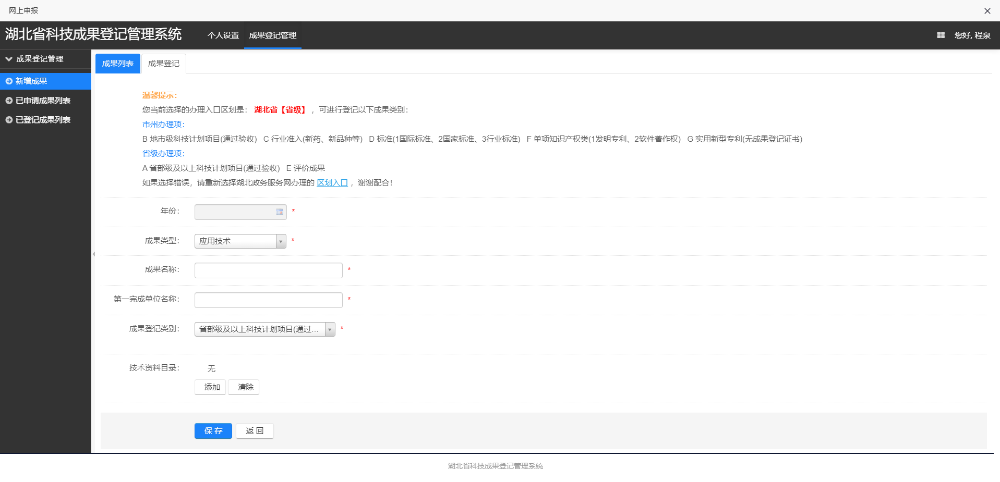 网上申报
湖北省科技成果登记管理系统 个人设置 成果登记管理 您好, 程泉
成果登记管理
新增成果
已申请成果列表
已登记成果列表
成果列表 成果登记
温馨提示：
您当前选择的办理入口区划是： 湖北省【省级】 ，可进行登记以下成果类别：
市州办理项：
B 地市级科技计划项目(通过验收) C 行业准入(新药、新品种等) D 标准(1国际标准、2国家标准、3行业标准) F 单项知识产权类(1发明专利、2软件著作权) G 实用新型专利(无成果登记证书)
省级办理项：
A 省部级及以上科技计划项目(通过验收) E 评价成果
如果选择错误，请重新选择湖北政务服务网办理的 区划入口 ，谢谢配合！
年份： *
成果类型： 应用技术 *
成果名称： *
第一完成单位名称： *
成果登记类别： 省部级及以上科技计划项目(通过... *
技术资料目录： 无
添加 清除
保 存 返 回
湖北省科技成果登记管理系统